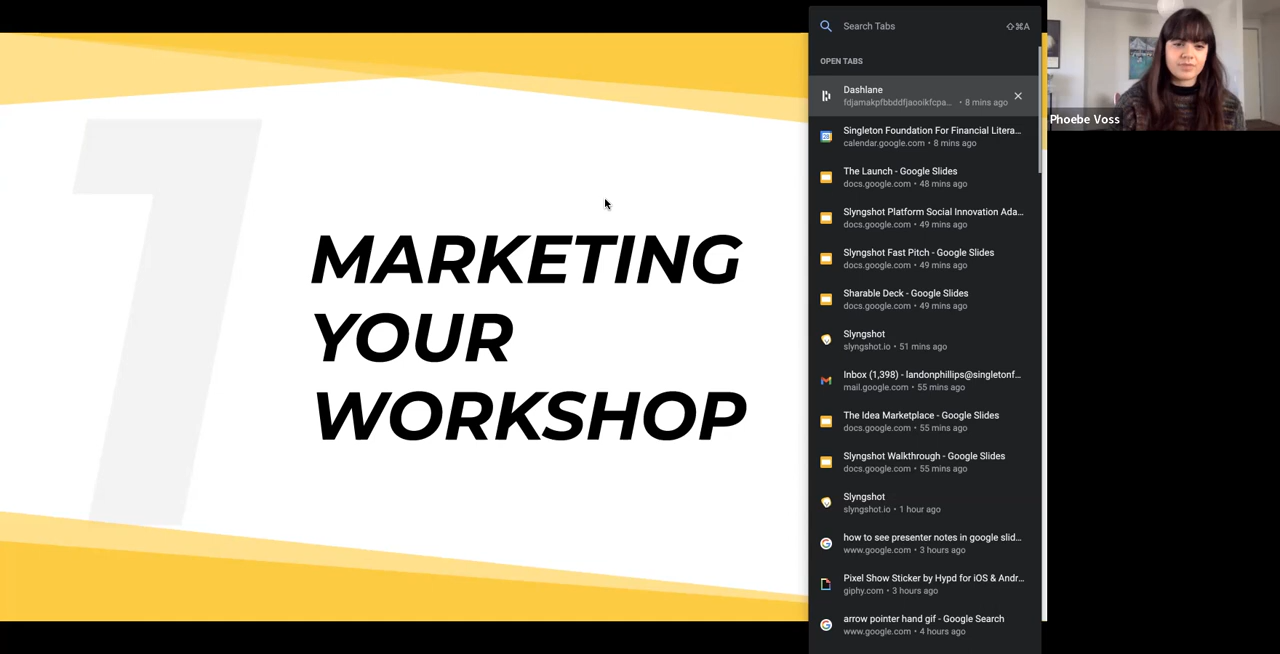 1
MARKETING
YOUR
WORKSHOP
Search Tabs
⇧⌘A
OPEN TABS
Dashlane
fdjamakpfbbddfjaooikfcpa... • 8 mins ago
Singleton Foundation For Financial Litera...
calendar.google.com • 8 mins ago
The Launch - Google Slides
docs.google.com • 48 mins ago
Slyngshot Platform Social Innovation Ada...
docs.google.com • 49 mins ago
Slyngshot Fast Pitch - Google Slides
docs.google.com • 49 mins ago
Sharable Deck - Google Slides
docs.google.com • 49 mins ago
Slyngshot
slyngshot.io • 51 mins ago
Inbox (1,398) - landonphillips@singletonf...
mail.google.com • 55 mins ago
The Idea Marketplace - Google Slides
docs.google.com • 55 mins ago
Slyngshot Walkthrough - Google Slides
docs.google.com • 55 mins ago
Slyngshot
slyngshot.io • 1 hour ago
how to see presenter notes in google slid...
www.google.com • 3 hours ago
Pixel Show Sticker by Hypd for iOS & Andr...
giphy.com • 3 hours ago
arrow pointer hand gif - Google Search
www.google.com • 4 hours ago
Phoebe Voss